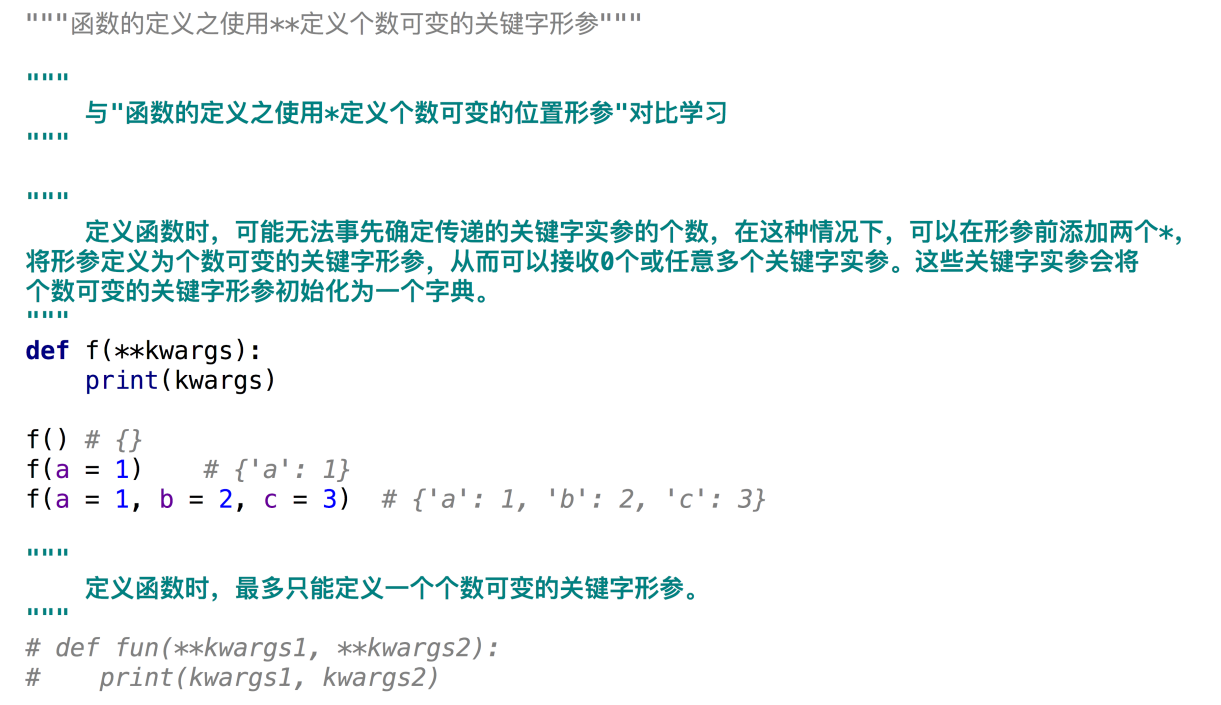 """函数的定义之使用**定义个数可变的关键字形参"""
"""
    与"函数的定义之使用*定义个数可变的位置形参"对比学习
"""
"""
    定义函数时，可能无法事先确定传递的关键字实参的个数，在这种情况下，可以在形参前添加两个*，
将形参定义为个数可变的关键字形参，从而可以接收0个或任意多个关键字实参。这些关键字实参会将
个数可变的关键字形参初始化为一个字典。
"""
def f(**kwargs):
    print(kwargs)
f() # {}
f(a = 1)    # {'a': 1}
f(a = 1, b = 2, c = 3)  # {'a': 1, 'b': 2, 'c': 3}
"""
    定义函数时，最多只能定义一个个数可变的关键字形参。
"""
# def fun(**kwargs1, **kwargs2):
#    print(kwargs1, kwargs2)